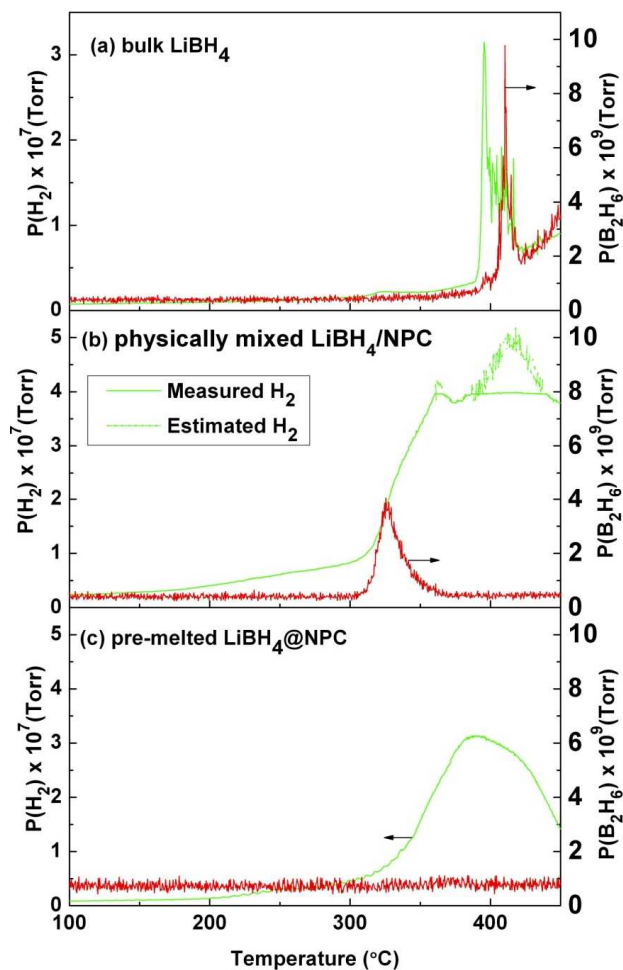 (a) bulk LiBH4
P(H2) x 10^7(Torr)
3
2
1
0
10
8
6
4
2
0
P(B2H6) x 10^9(Torr)
(b) physically mixed LiBH4/NPC
Measured H2
Estimated H2
P(H2) x 10^7(Torr)
5
4
3
2
1
0
10
8
6
4
2
0
P(B2H6) x 10^9(Torr)
(c) pre-melted LiBH4@NPC
P(H2) x 10^7(Torr)
5
4
3
2
1
0
10
8
6
4
2
0
P(B2H6) x 10^9(Torr)
100 200 300 400
Temperature (°C)